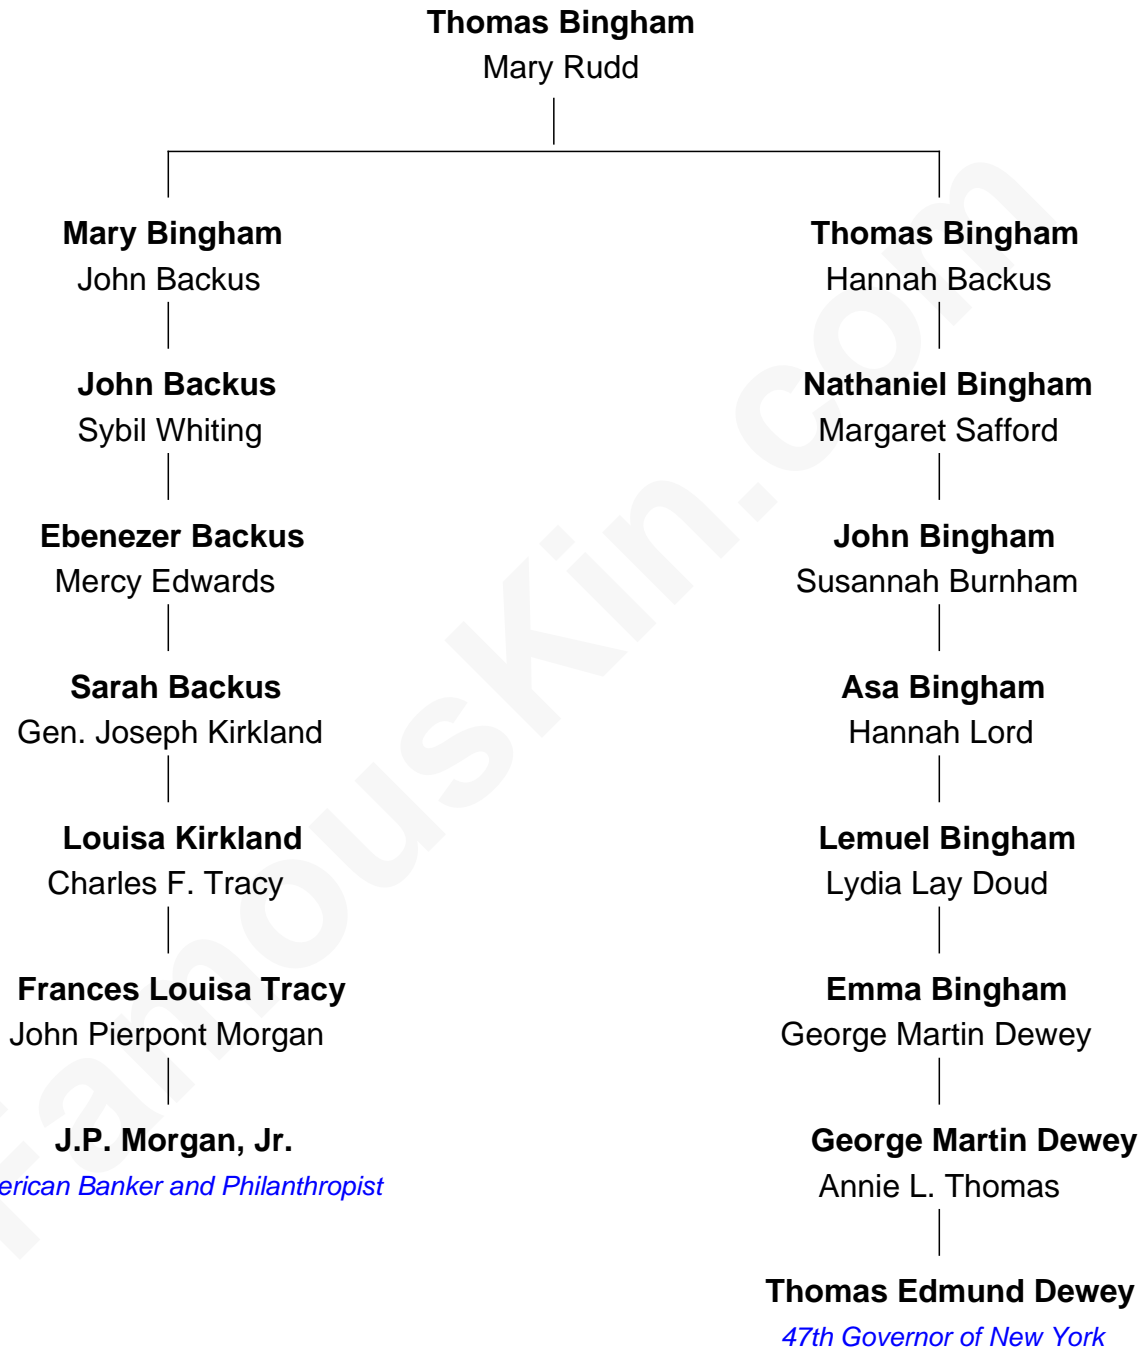 Thomas Bingham
Mary Rudd
Mary Bingham
John Backus
Thomas Bingham
Hannah Backus
John Backus
Sybil Whiting
Nathaniel Bingham
Margaret Safford
Ebenezer Backus
Mercy Edwards
John Bingham
Susannah Burnham
Sarah Backus
Gen. Joseph Kirkland
Asa Bingham
Hannah Lord
Louisa Kirkland
Charles F. Tracy
Lemuel Bingham
Lydia Lay Doud
Frances Louisa Tracy
John Pierpont Morgan
Emma Bingham
George Martin Dewey
J.P. Morgan, Jr.
erican Banker and Philanthropist
George Martin Dewey
Annie L. Thomas
Thomas Edmund Dewey
47th Governor of New York
FamousKin.com